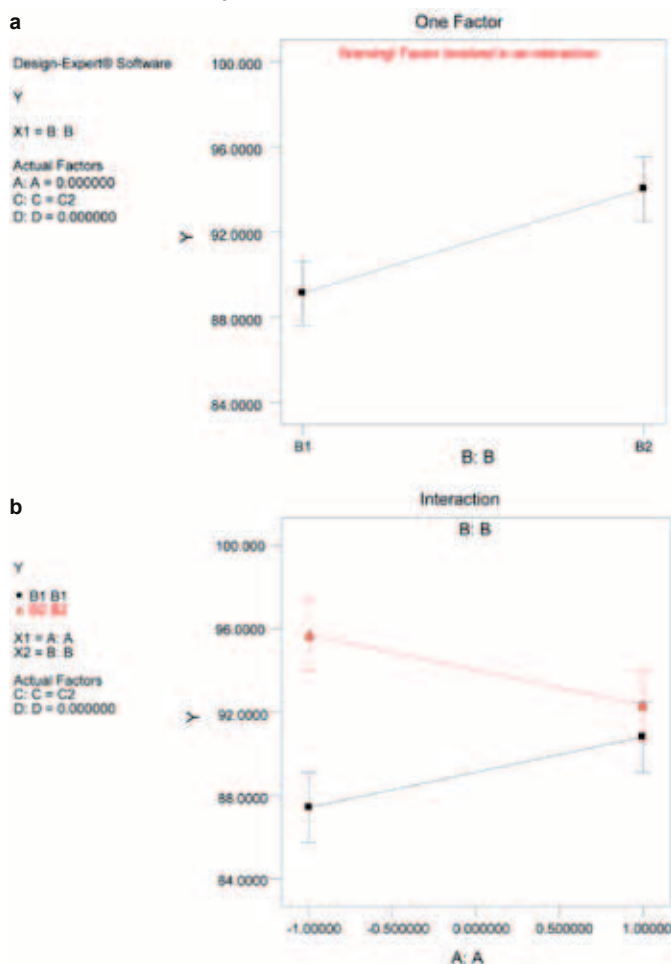 a
One Factor
Design-Expert® Software
Warning! Factor involved in an interaction.
Y
X1 = B: B
Actual Factors
A: A = 0.000000
C: C = C2
D: D = 0.000000
100.000
96.0000
92.0000
88.0000
84.0000
Y
B1
B2
B: B
b
Interaction
B: B
Y
B1 B1
B2 B2
X1 = A: A
X2 = B: B
Actual Factors
C: C = C2
D: D = 0.000000
100.000
96.0000
92.0000
88.0000
84.0000
Y
-1.00000
-0.500000
0.000000
0.500000
1.00000
A: A